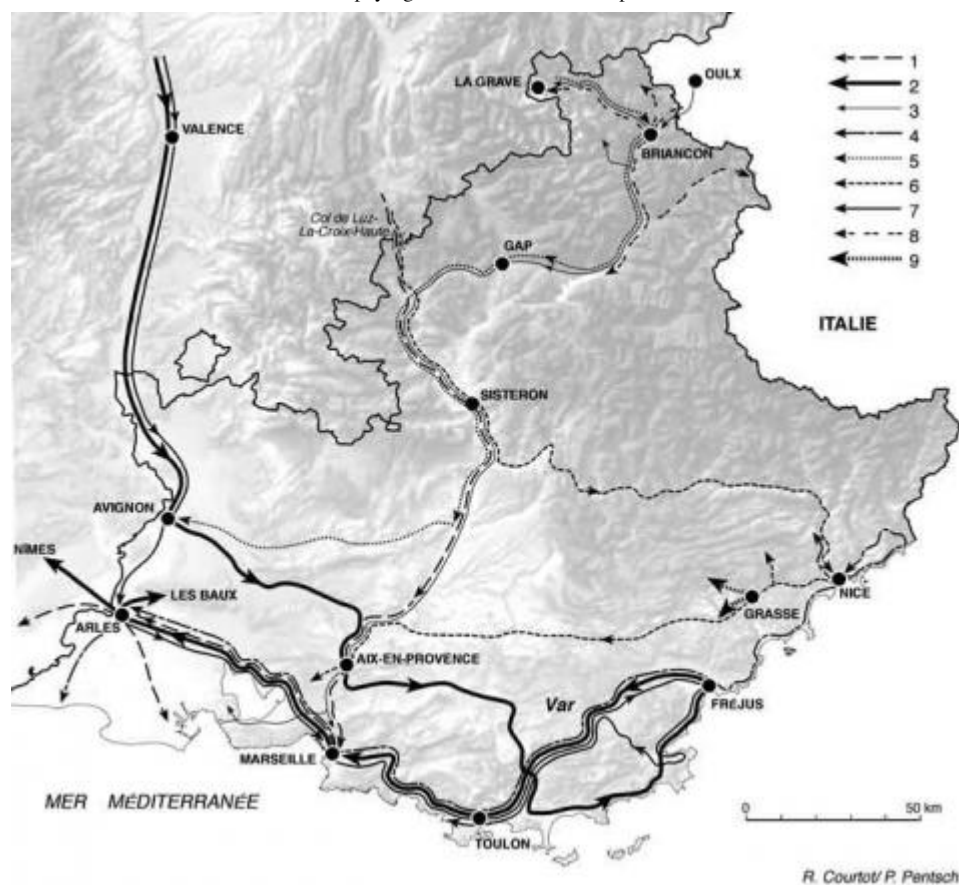 LA GRAVE
OULX
1
2
3
4
5
6
7
8
9
VALENCE
BRIANCON
Col de Luz-
La-Croix-Haute
GAP
ITALIE
SISTERON
AVIGNON
NÎMES
LES BAUX
ARLES
GRASSE
NICE
AIX-EN-PROVENCE
Var
FRÉJUS
MARSEILLE
MER MÉDITERRANÉE
TOULON
0
50 km
R. Courtot/ P. Pentsch